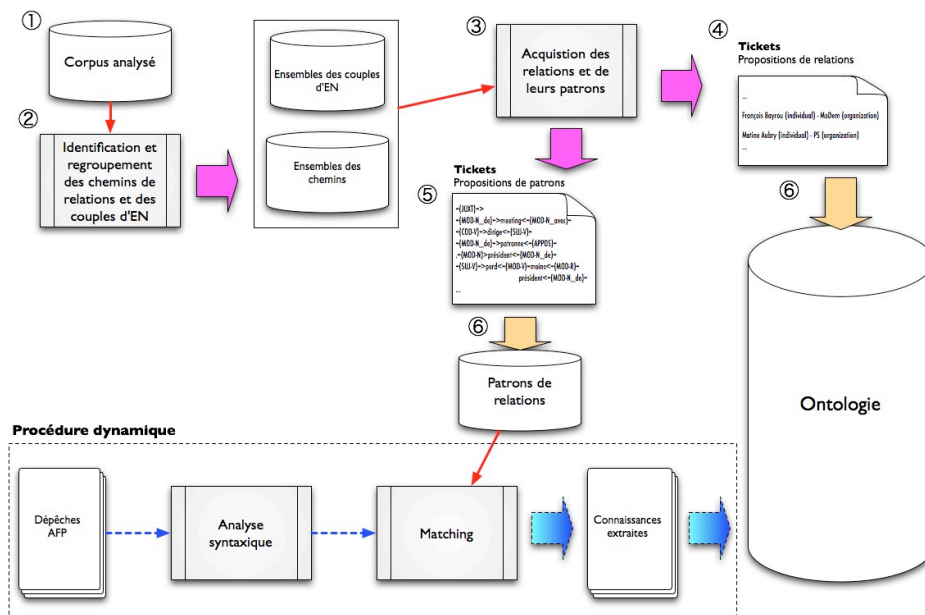 ①
Corpus analysé
②
Identification et
regroupement
des chemins de
relations et des
couples d'EN
Ensembles des couples
d'EN
Ensembles des
chemins
③
Acquistion des
relations et de
leurs patrons
④
Tickets
Propositions de relations
...
François Bayrou (individual) - MoDem (organization)
Matine Aubry (individual) - PS (organization)
...
⑤
Tickets
Propositions de patrons
-(JUXT)->
-(MOD-N_de)->meeting<-(MOD-N_avec)-
-(COD-V)->dirige<-(SUJ-V)-
-(MOD-N_de)->patronne<-(APPOS)-
.-(MOD-N)>président<-(MOD-N_de)-
-(SUJ-V)->perd<-(MOD-V)-moins<-(MOD-R)-
président<-(MOD-N_de)-
...
⑥
⑥
Patrons de
relations
Ontologie
Procédure dynamique
Dépêches
AFP
Analyse
syntaxique
Matching
Connaissances
extraites